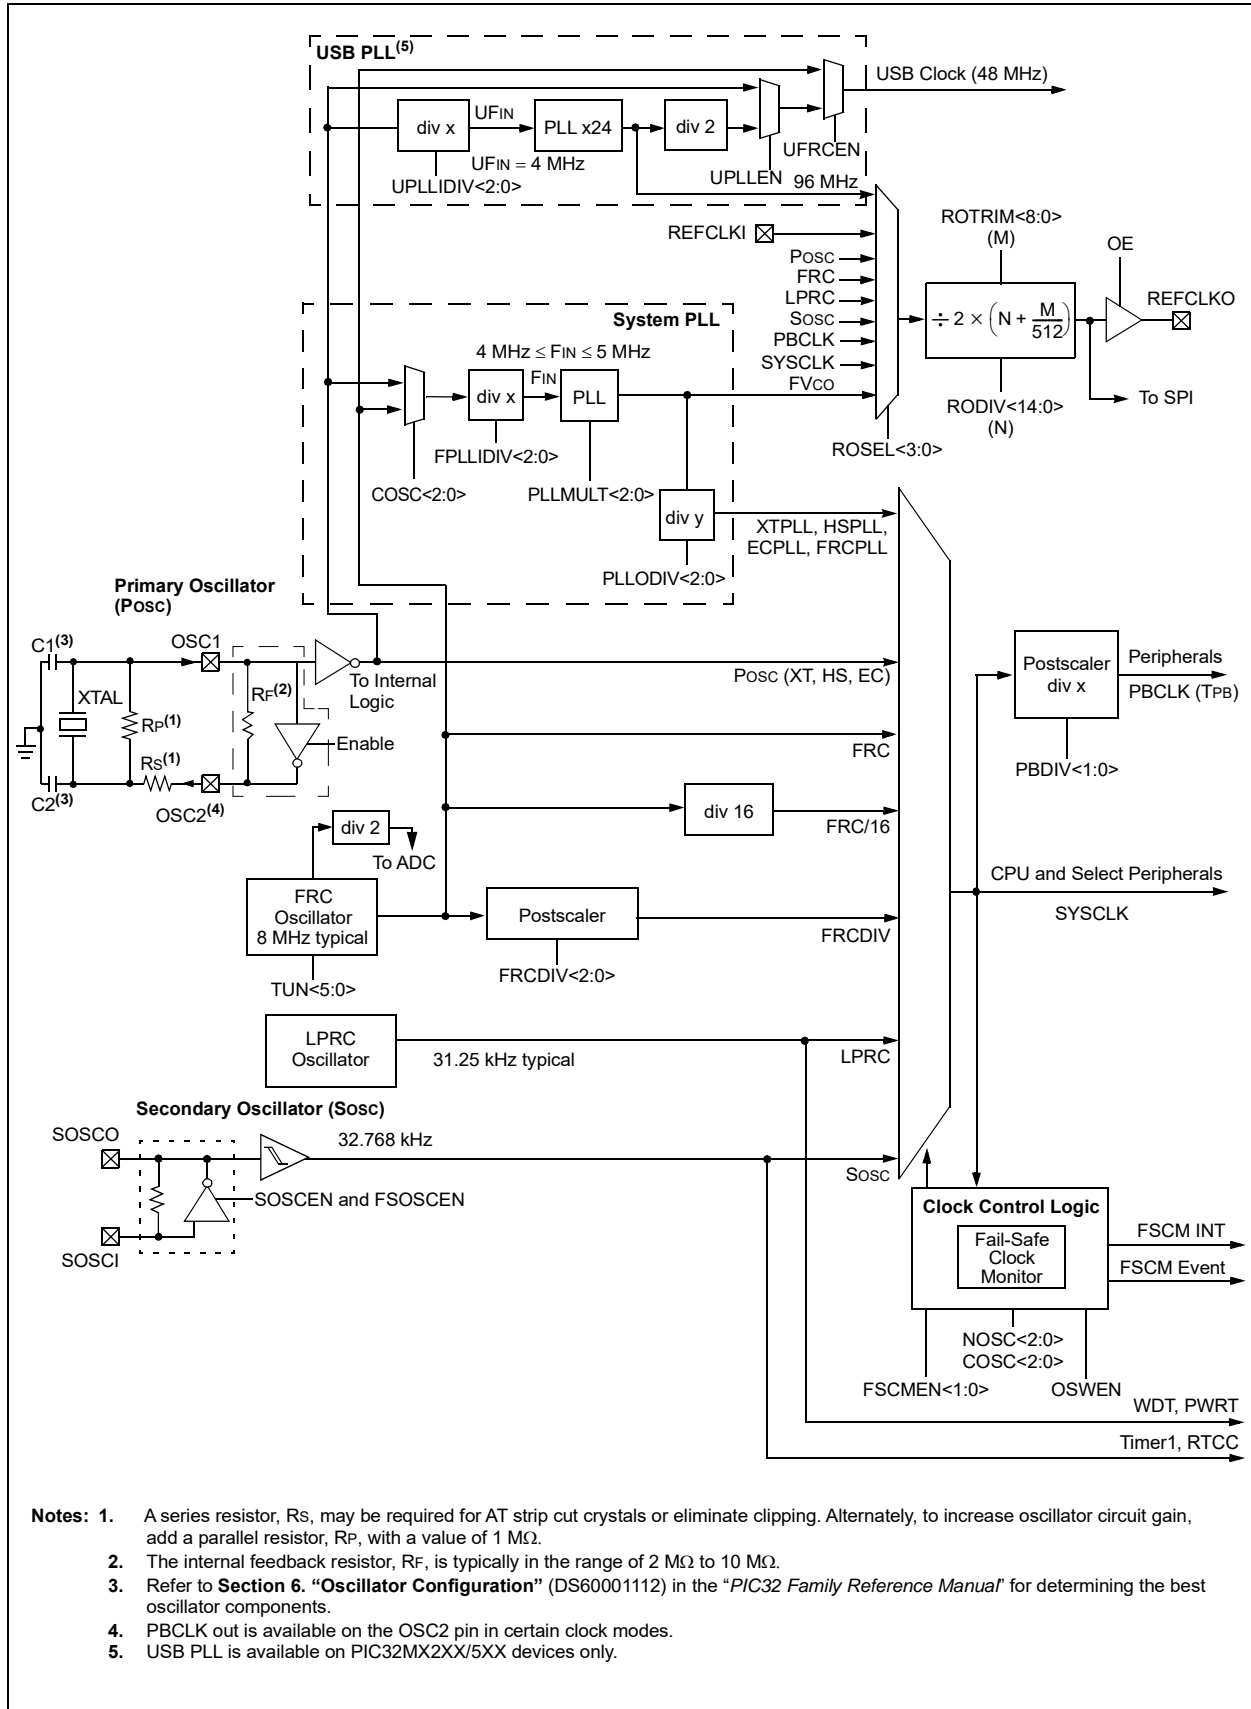 USB PLL(5)
USB Clock (48 MHz)
div x
UFIN
PLL x24
div 2
UFIN = 4 MHz
UFRCEN
UPLLIDIV<2:0>
UPLLEN
96 MHz
REFCLKI
POSC
FRC
LPRC
SOSC
PBCLK
SYSCLK
FVCO
ROTRIM<8:0>
(M)
OE
REFCLKO
÷ 2 × (N + M/512)
To SPI
RODIV<14:0>
(N)
ROSEL<3:0>
System PLL
4 MHz ≤ FIN ≤ 5 MHz
FIN
div x
PLL
FPLLIDIV<2:0>
COSC<2:0>
PLLMULT<2:0>
div y
XTPLL, HSPLL,
ECPLL, FRCPLL
PLLODIV<2:0>
Primary Oscillator
(POSC)
C1(3)
OSC1
XTAL
RP(1)
RF(2)
To Internal
Logic
Enable
RS(1)
C2(3)
OSC2(4)
POSC (XT, HS, EC)
Postscaler
div x
Peripherals
PBCLK (TPB)
PBDIV<1:0>
FRC
div 16
FRC/16
div 2
To ADC
FRC
Oscillator
8 MHz typical
TUN<5:0>
Postscaler
FRCDIV
FRCDIV<2:0>
CPU and Select Peripherals
SYSCLK
LPRC
Oscillator
31.25 kHz typical
LPRC
Secondary Oscillator (SOSC)
SOSCO
32.768 kHz
SOSC
SOSCEN and FSOSCEN
SOSCI
Clock Control Logic
Fail-Safe
Clock
Monitor
FSCM INT
FSCM Event
NOSC<2:0>
COSC<2:0>
FSCMEN<1:0>
OSWEN
WDT, PWRT
Timer1, RTCC
Notes: 1. A series resistor, RS, may be required for AT strip cut crystals or eliminate clipping. Alternately, to increase oscillator circuit gain,
add a parallel resistor, RP, with a value of 1 MΩ.
2. The internal feedback resistor, RF, is typically in the range of 2 MΩ to 10 MΩ.
3. Refer to Section 6. “Oscillator Configuration” (DS60001112) in the “PIC32 Family Reference Manual” for determining the best
oscillator components.
4. PBCLK out is available on the OSC2 pin in certain clock modes.
5. USB PLL is available on PIC32MX2XX/5XX devices only.